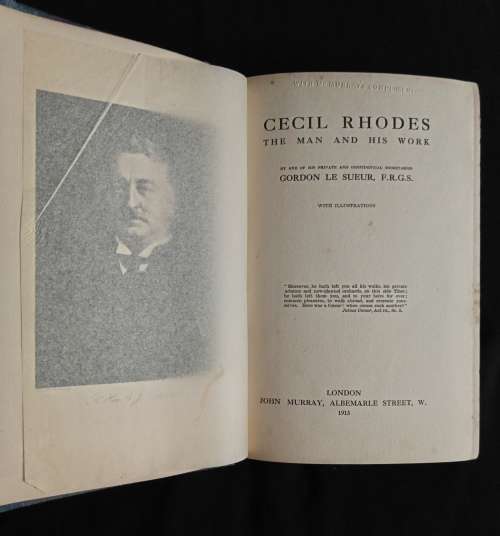 WITH J. MURRAY'S COMPLIMENTS
CECIL RHODES
THE MAN AND HIS WORK
BY ONE OF HIS PRIVATE AND CONFIDENTIAL SECRETARIES
GORDON LE SUEUR, F.R.G.S.
WITH ILLUSTRATIONS
"Moreover, he hath left you all his walks, his private
arbours and new-planted orchards, on this side Tiber;
he hath left them you, and to your heirs for ever;
common pleasures, to walk abroad, and recreate your-
selves. Here was a Cæsar! when comes such another?"
Julius Cæsar, Act iii., Sc. 2.
LONDON
JOHN MURRAY, ALBEMARLE STREET, W.
1913